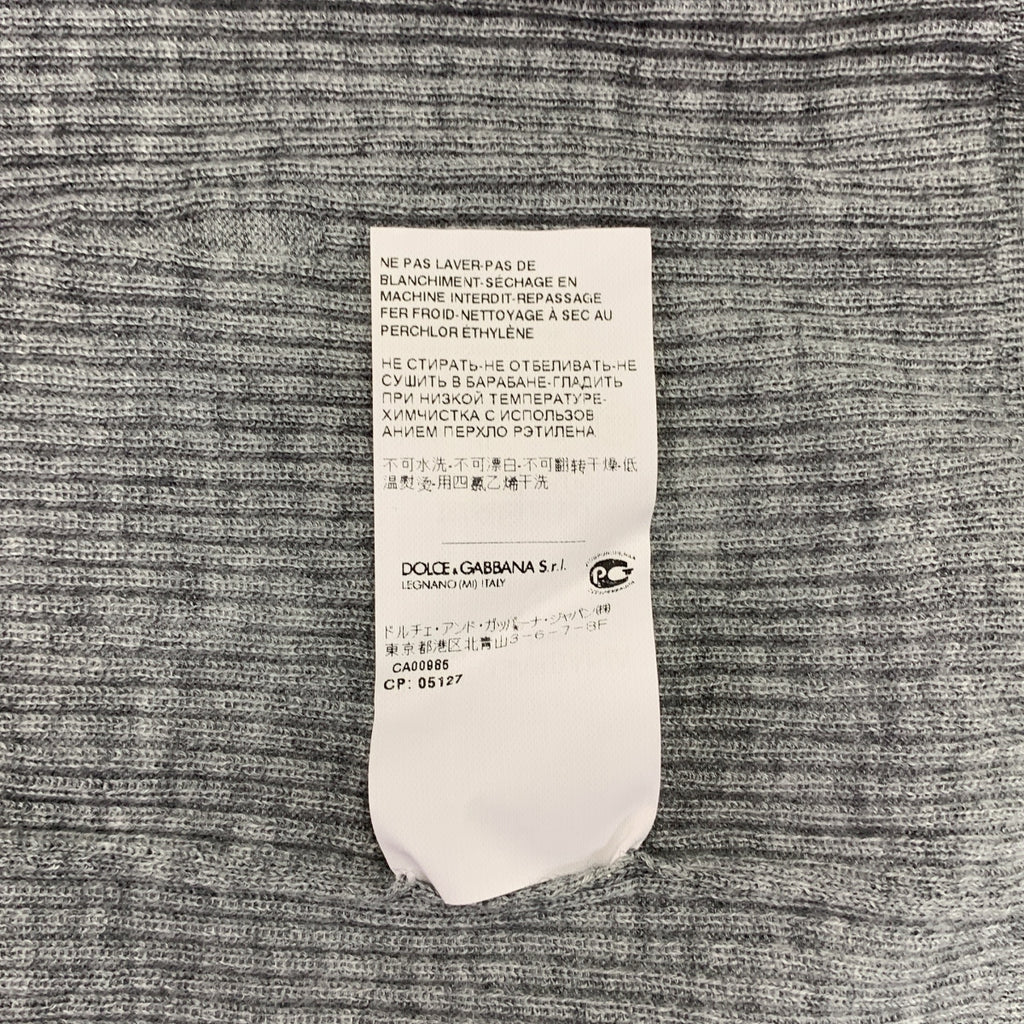 NE PAS LAVER-PAS DE
BLANCHIMENT-SÉCHAGE EN
MACHINE INTERDIT-REPASSAGE
FER FROID-NETTOYAGE À SEC AU
PERCHLOR ÉTHYLÈNE
НЕ СТИРАТЬ-НЕ ОТБЕЛИВАТЬ-НЕ
СУШИТЬ В БАРАБАНЕ-ГЛАДИТЬ
ПРИ НИЗКОЙ ТЕМПЕРАТУРЕ-
ХИМЧИСТКА С ИСПОЛЬЗОВ
АНИЕМ ПЕРХЛО РЭТИЛЕНА
不可水洗-不可漂白-不可翻转干燥-低
温熨烫-用四氯乙烯干洗
DOLCE & GABBANA S.r.l.
LEGNANO (MI) ITALY
PG
ドルチェ・アンド・ガッバーナ・ジャパン(株)
東京都港区北青山3-6-7-8F
CA00985
CP: 05127